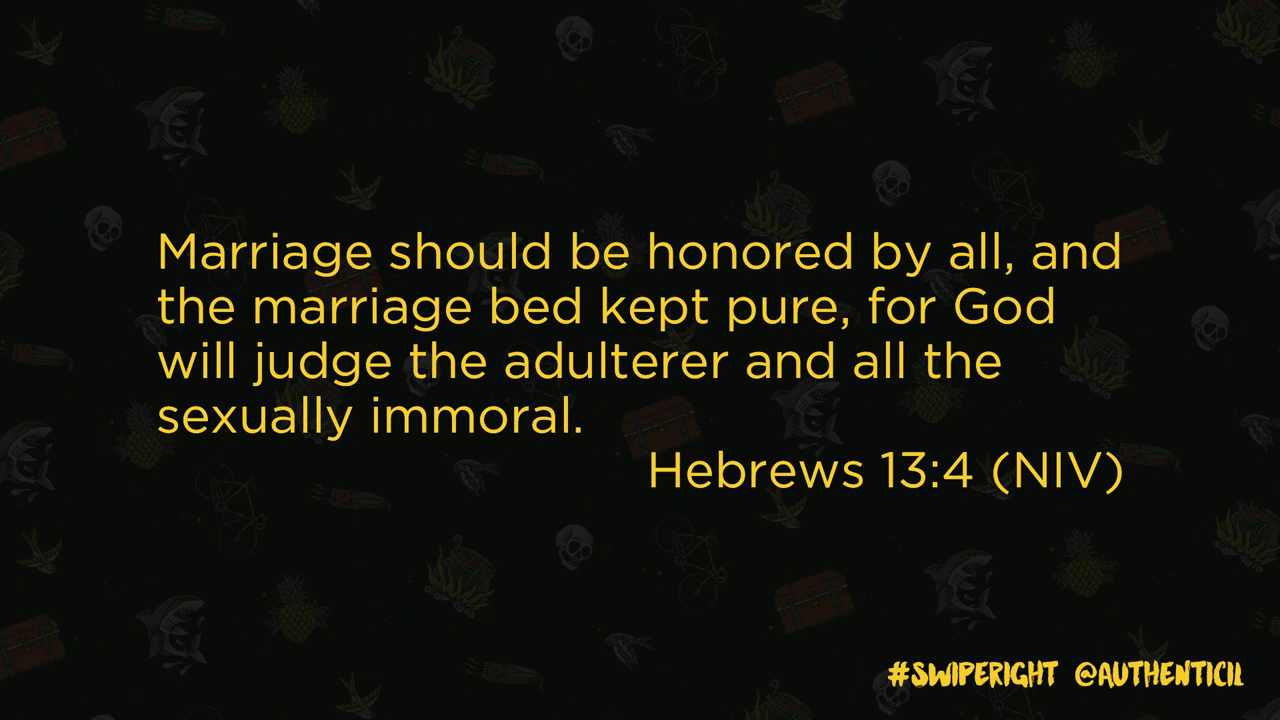 Marriage should be honored by all, and
the marriage bed kept pure, for God
will judge the adulterer and all the
sexually immoral.
Hebrews 13:4 (NIV)
#SWIPERIGHT @AUTHENTICIL